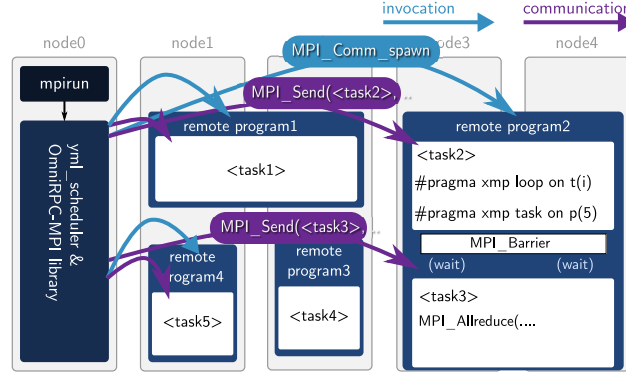 invocation
communication
node0
node1
node3
node4
MPI_Comm_spawn
mpirun
MPI_Send(<task2>, ..
remote program1
remote program2
<task1>
<task2>
#pragma xmp loop on t(i)
#pragma xmp task on p(5)
yml_scheduler &
OmniRPC-MPI library
MPI_Send(<task3>, ..
MPI_Barrier
(wait)
(wait)
remote
rogram4
remote
program3
<task5>
<task4>
<task3>
MPI_Allreduce(....